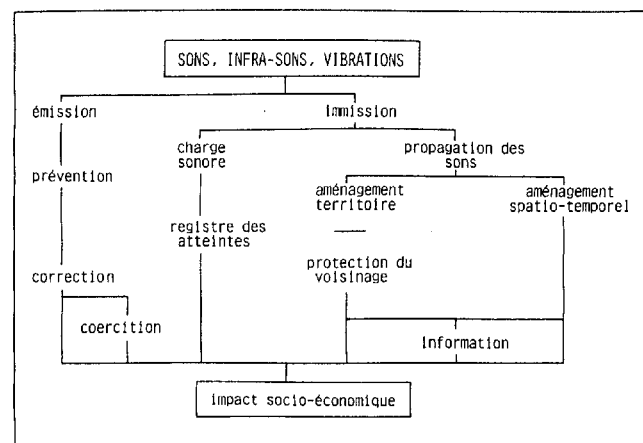 SONS, INFRA-SONS, VIBRATIONS
émission
immission
charge
sonore
propagation des
sons
prévention
aménagement
territoire
aménagement
spatio-temporel
registre des
atteintes
protection du
voisinage
correction
coercition
information
impact socio-économique